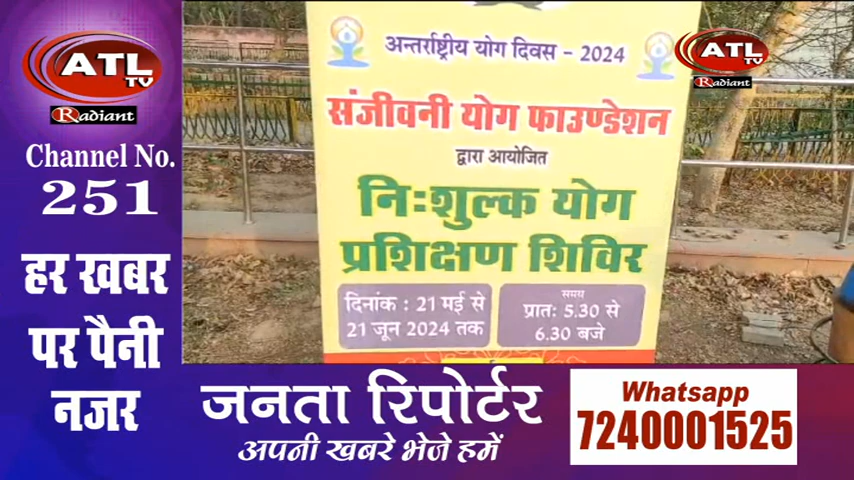 ATL
TV
Radiant
Channel No.
251
हर खबर
पर पैनी
नजर
अन्तर्राष्ट्रीय योग दिवस - 2024
संजीवनी योग फाउण्डेशन
द्वारा आयोजित
निःशुल्क योग
प्रशिक्षण शिविर
दिनांक : 21 मई से
21 जून 2024 तक
समय
प्रातः 5.30 से
6.30 बजे
ATL
TV
Radiant
जनता रिपोर्टर
अपनी खबरे भेजे हमें
Whatsapp
7240001525